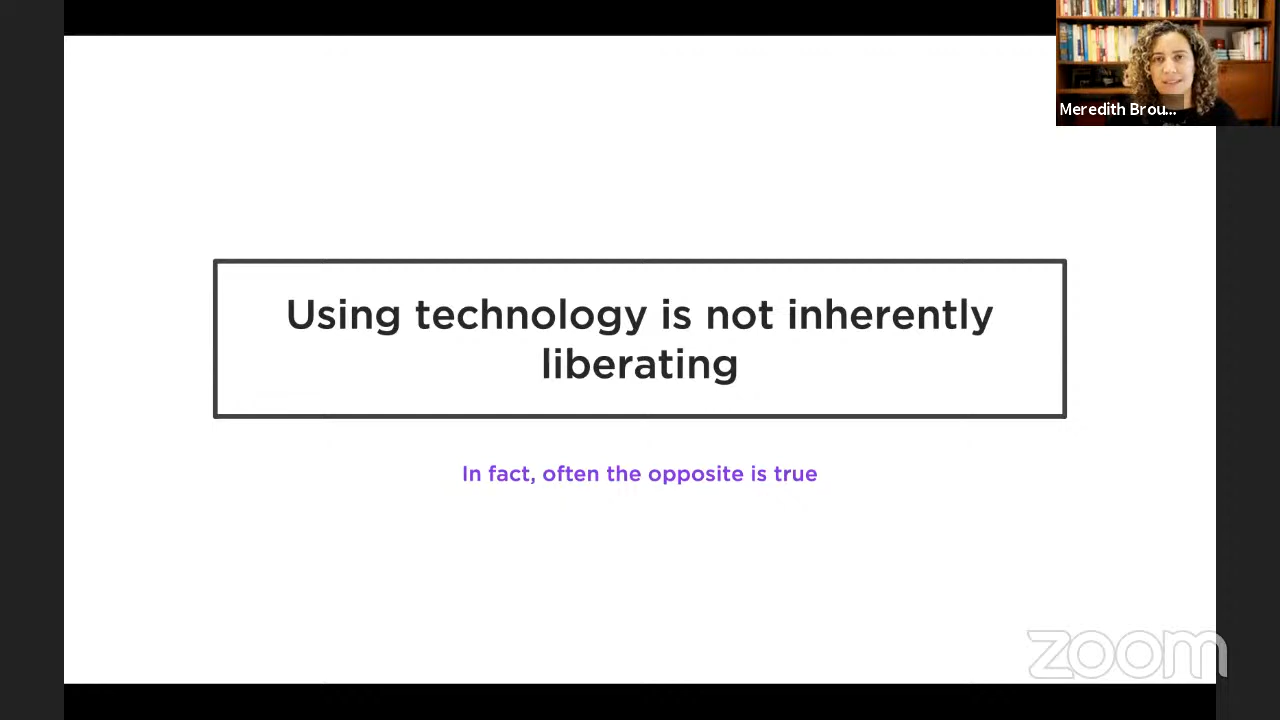 Meredith Brou...
Using technology is not inherently
liberating
In fact, often the opposite is true
zoom